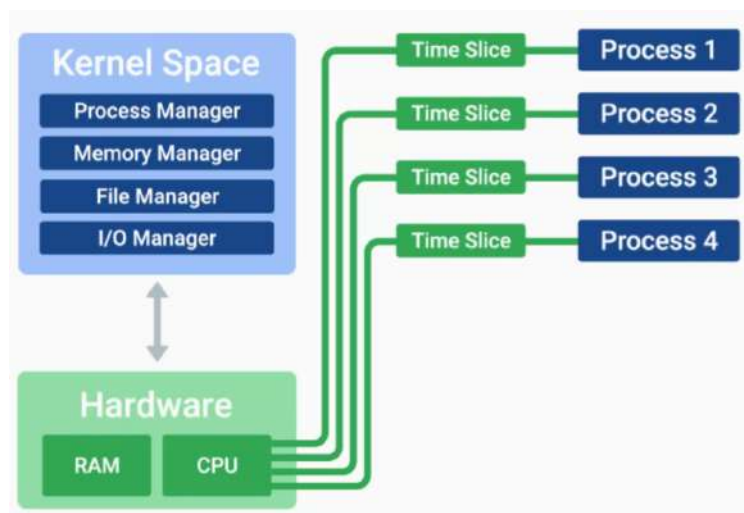 Kernel Space
Process Manager
Memory Manager
File Manager
I/O Manager
Hardware
RAM
CPU
Time Slice
Process 1
Time Slice
Process 2
Time Slice
Process 3
Time Slice
Process 4